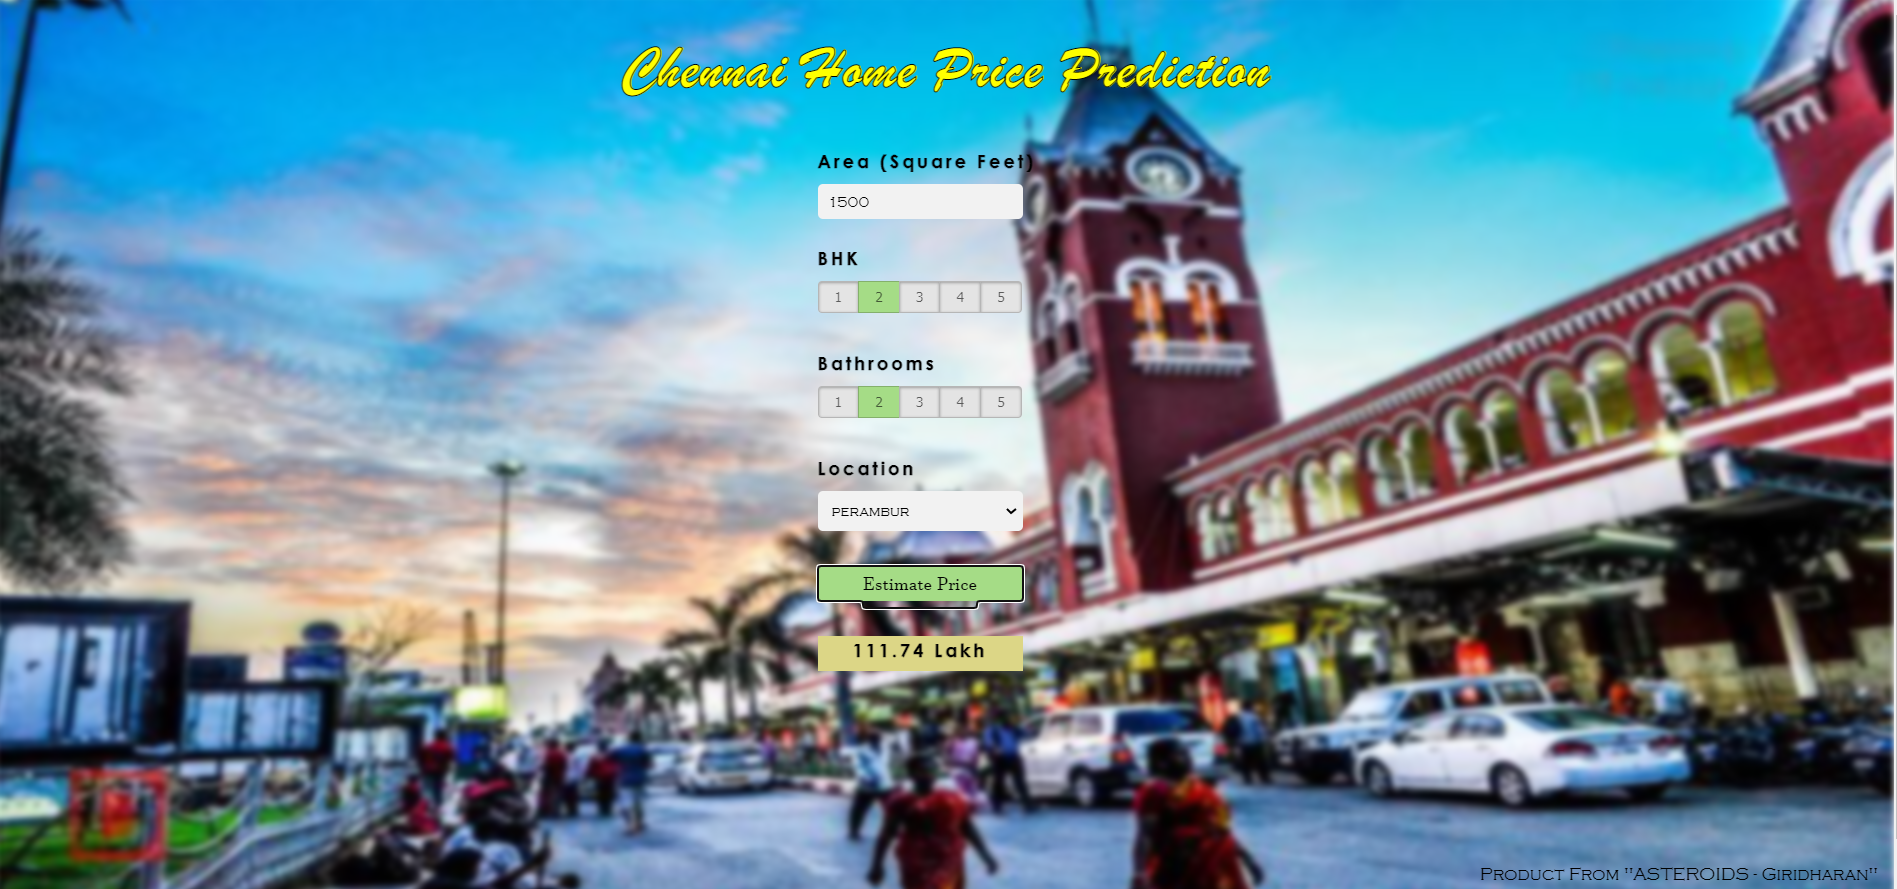 Chennai Home Price Prediction
Area (Square Feet)
1500
BHK
1 2 3 4 5
Bathrooms
1 2 3 4 5
Location
PERAMBUR
Estimate Price
111.74 Lakh
Product From "ASTEROIDS - Giridharan"